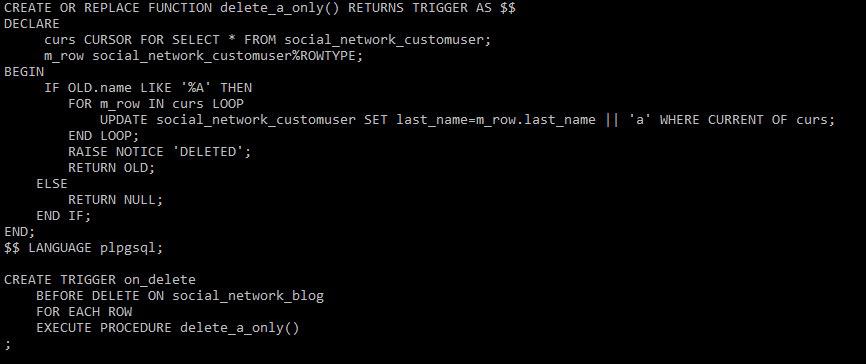 CREATE OR REPLACE FUNCTION delete_a_only() RETURNS TRIGGER AS $$
DECLARE
     curs CURSOR FOR SELECT * FROM social_network_customuser;
     m_row social_network_customuser%ROWTYPE;
BEGIN
     IF OLD.name LIKE '%A' THEN
        FOR m_row IN curs LOOP
            UPDATE social_network_customuser SET last_name=m_row.last_name || 'a' WHERE CURRENT OF curs;
        END LOOP;
        RAISE NOTICE 'DELETED';
        RETURN OLD;
    ELSE
        RETURN NULL;
    END IF;
END;
$$ LANGUAGE plpgsql;

CREATE TRIGGER on_delete
    BEFORE DELETE ON social_network_blog
    FOR EACH ROW
    EXECUTE PROCEDURE delete_a_only()
;